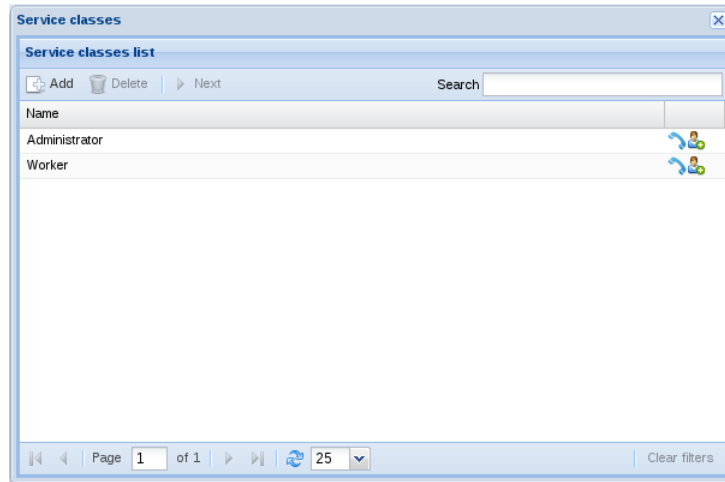 Service classes
Service classes list
Add Delete Next Search
Name
Administrator
Worker
Page 1 of 1 25 Clear filters